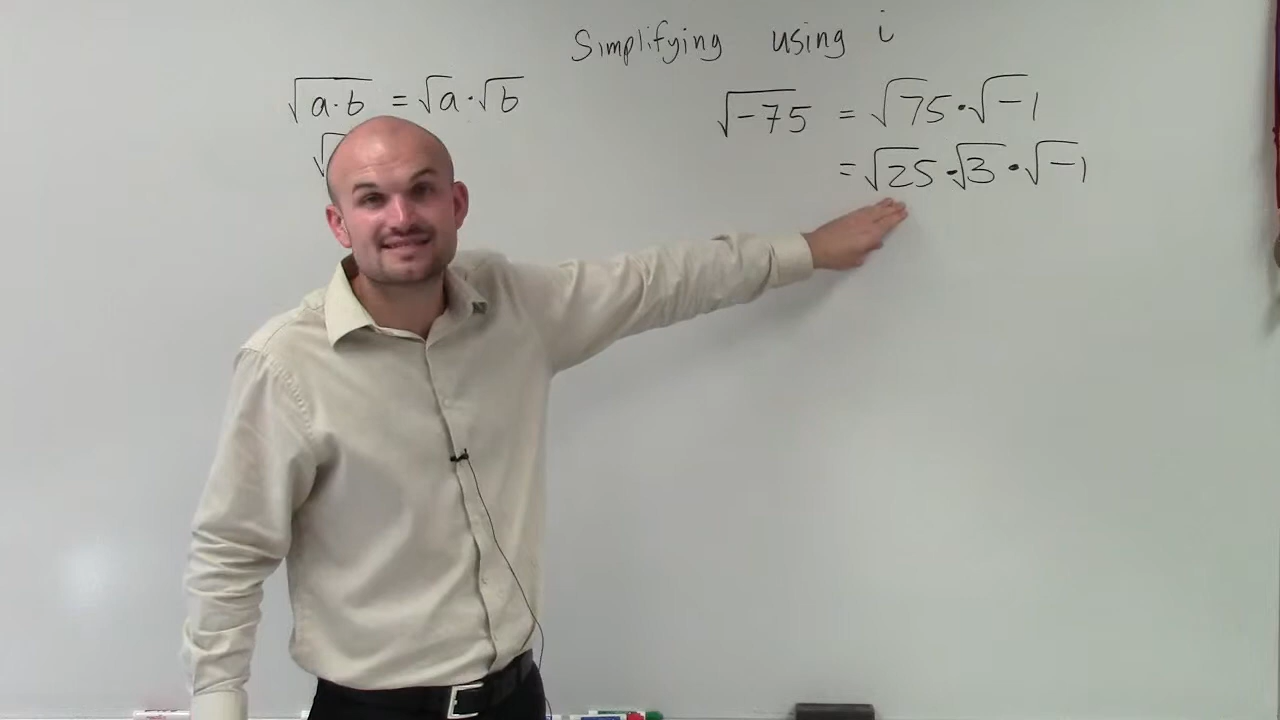 Simplifying using i
√a·b = √a·√b
√
√-75 = √75·√-1
= √25·√3·√-1